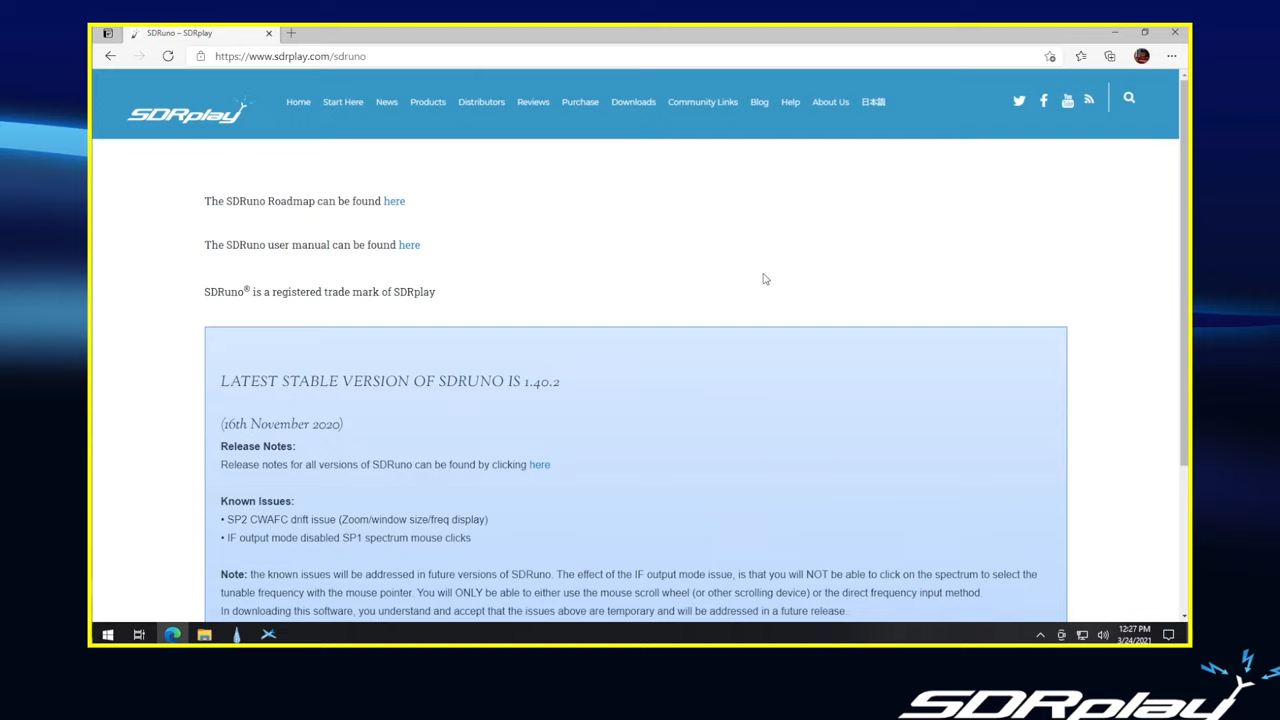 SDRuno – SDRplay
https://www.sdrplay.com/sdruno
SDRplay
Home Start Here News Products Distributors Reviews Purchase Downloads Community Links Blog Help About Us 日本語
The SDRuno Roadmap can be found here
The SDRuno user manual can be found here
SDRuno® is a registered trade mark of SDRplay
LATEST STABLE VERSION OF SDRUNO IS 1.40.2
(16th November 2020)
Release Notes:
Release notes for all versions of SDRuno can be found by clicking here
Known Issues:
• SP2 CWAFC drift issue (Zoom/window size/freq display)
• IF output mode disabled SP1 spectrum mouse clicks
Note: the known issues will be addressed in future versions of SDRuno. The effect of the IF output mode issue, is that you will NOT be able to click on the spectrum to select the
tunable frequency with the mouse pointer. You will ONLY be able to either use the mouse scroll wheel (or other scrolling device) or the direct frequency input method.
In downloading this software, you understand and accept that the issues above are temporary and will be addressed in a future release.
12:27 PM
3/24/2021
SDRplay